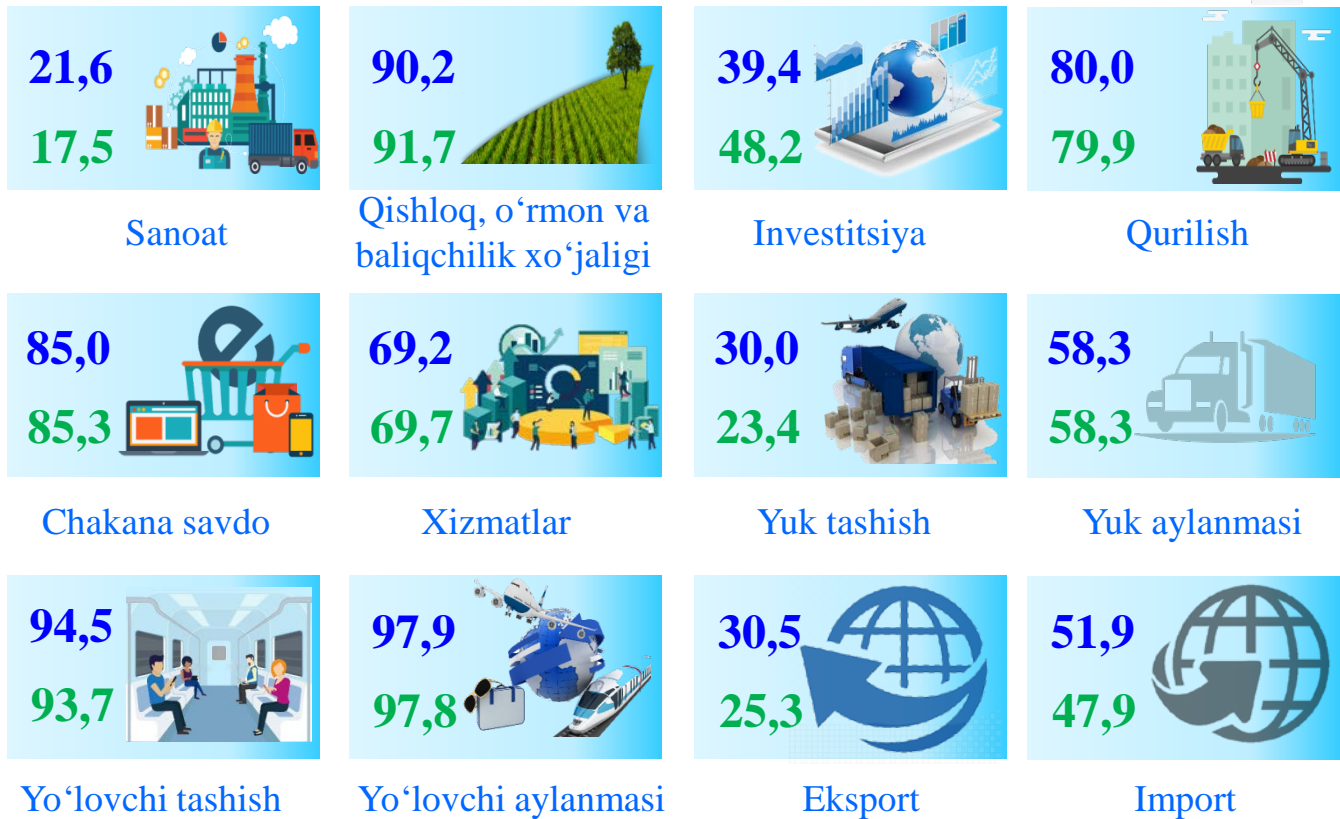 21,6
17,5
Sanoat
90,2
91,7
Qishloq, o‘rmon va
baliqchilik xo‘jaligi
39,4
48,2
Investitsiya
80,0
79,9
Qurilish
85,0
85,3
Chakana savdo
69,2
69,7
Xizmatlar
30,0
23,4
Yuk tashish
58,3
58,3
Yuk aylanmasi
94,5
93,7
Yo‘lovchi tashish
97,9
97,8
Yo‘lovchi aylanmasi
30,5
25,3
Eksport
51,9
47,9
Import